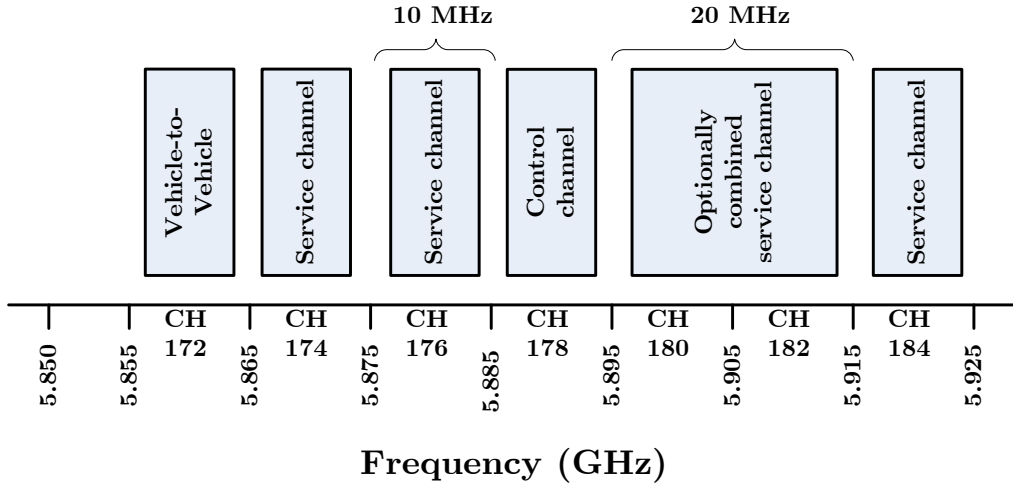 10 MHz
20 MHz
Vehicle-to-
Vehicle
Service channel
Service channel
Control
channel
Optionally
combined
service channel
Service channel
CH
172
CH
174
CH
176
CH
178
CH
180
CH
182
CH
184
5.850
5.855
5.865
5.875
5.885
5.895
5.905
5.915
5.925
Frequency (GHz)